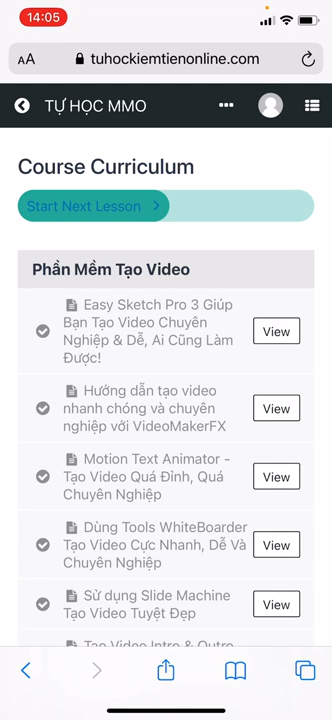 14:05
AA tuhockiemtienonline.com
TỰ HỌC MMO
Course Curriculum
Start Next Lesson
Phần Mềm Tạo Video
Easy Sketch Pro 3 Giúp
Bạn Tạo Video Chuyên
Nghiệp & Dễ, Ai Cũng Làm
Được!
View
Hướng dẫn tạo video
nhanh chóng và chuyên
nghiệp với VideoMakerFX
View
Motion Text Animator -
Tạo Video Quá Đỉnh, Quá
Chuyên Nghiệp
View
Dùng Tools WhiteBoarder
Tạo Video Cực Nhanh, Dễ Và
Chuyên Nghiệp
View
Sử dụng Slide Machine
Tạo Video Tuyệt Đẹp
View
Tạo Video Intro & Outro